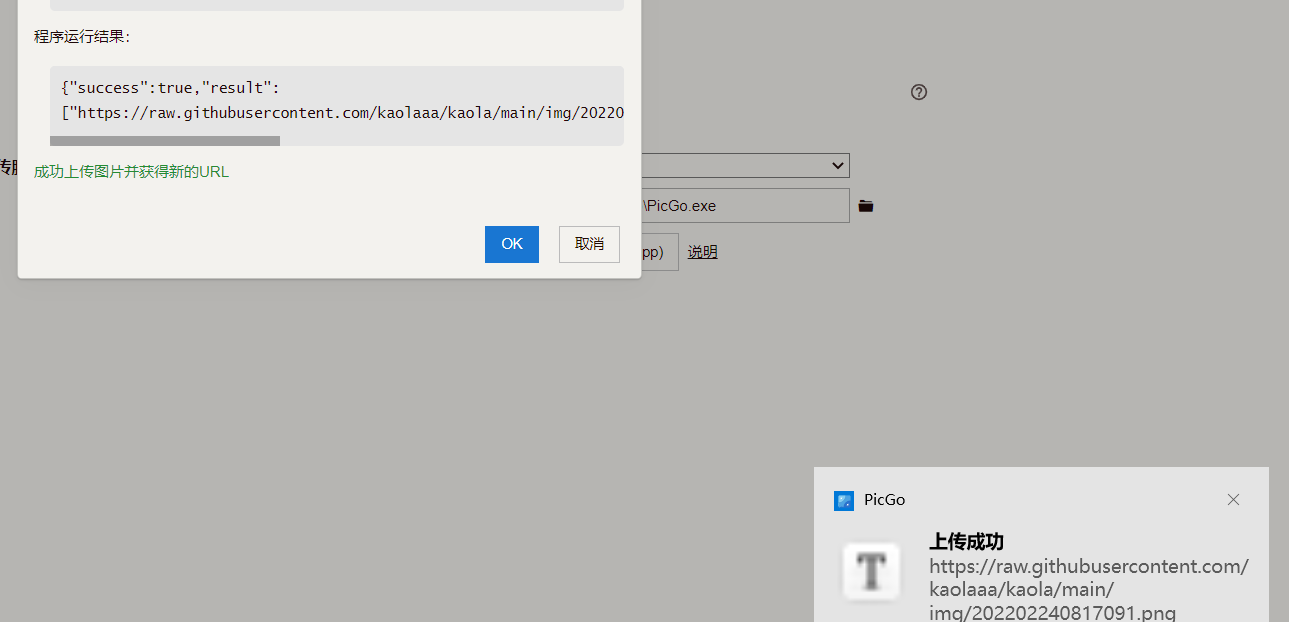 程序运行结果：
{"success":true,"result":
["https://raw.githubusercontent.com/kaolaaa/kaola/main/img/20220
成功上传图片并获得新的URL
OK
取消
\PicGo.exe
pp)
说明
PicGo
上传成功
https://raw.githubusercontent.com/
kaolaaa/kaola/main/
img/202202240817091.png